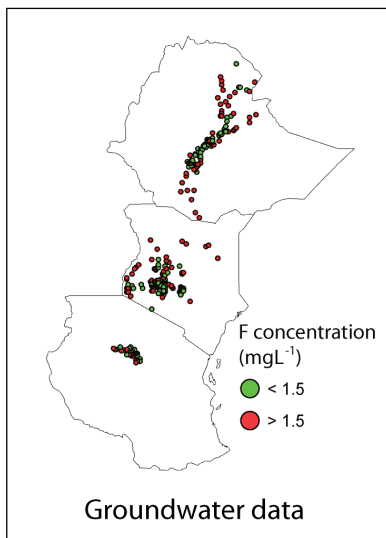 F concentration
(mgL⁻¹)
< 1.5
> 1.5
Groundwater data